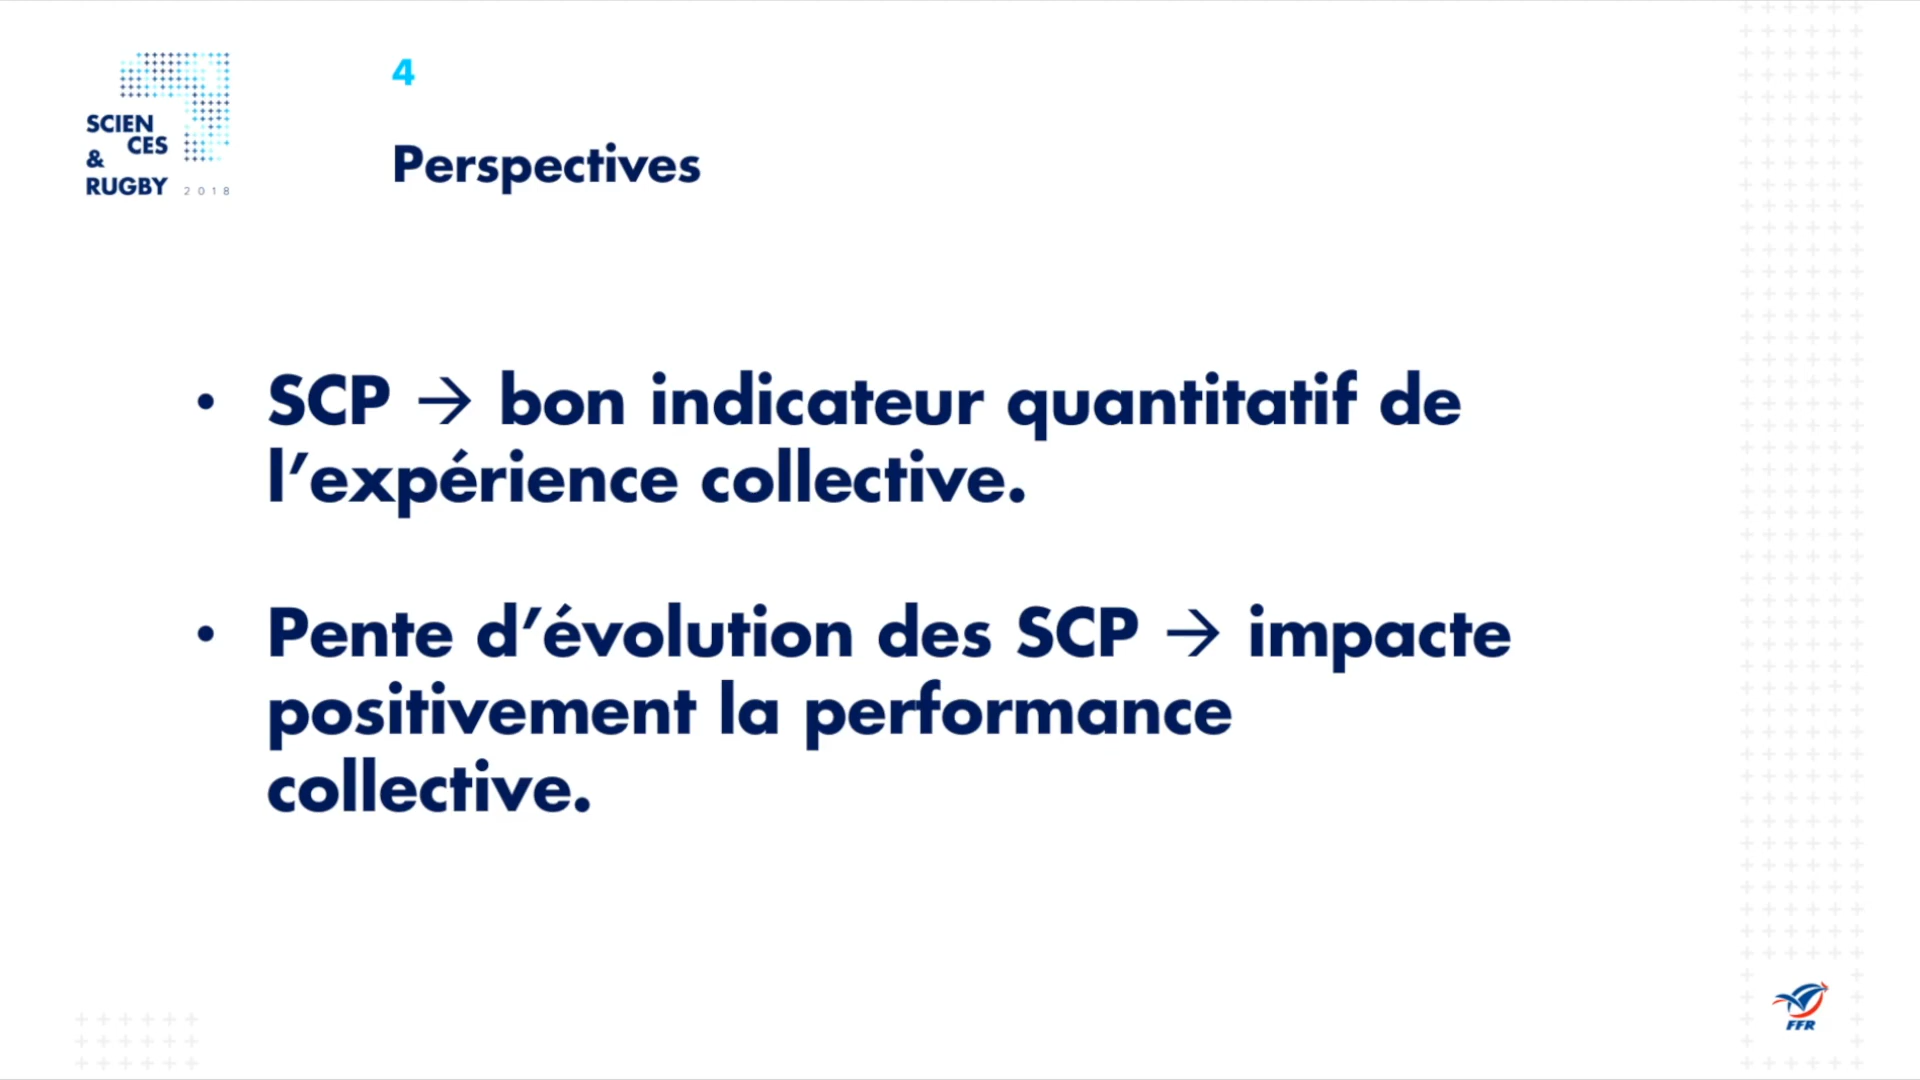 SCIEN
CES
&
RUGBY 2018
4
Perspectives
• SCP → bon indicateur quantitatif de
l’expérience collective.
• Pente d’évolution des SCP → impacte
positivement la performance
collective.
FFR